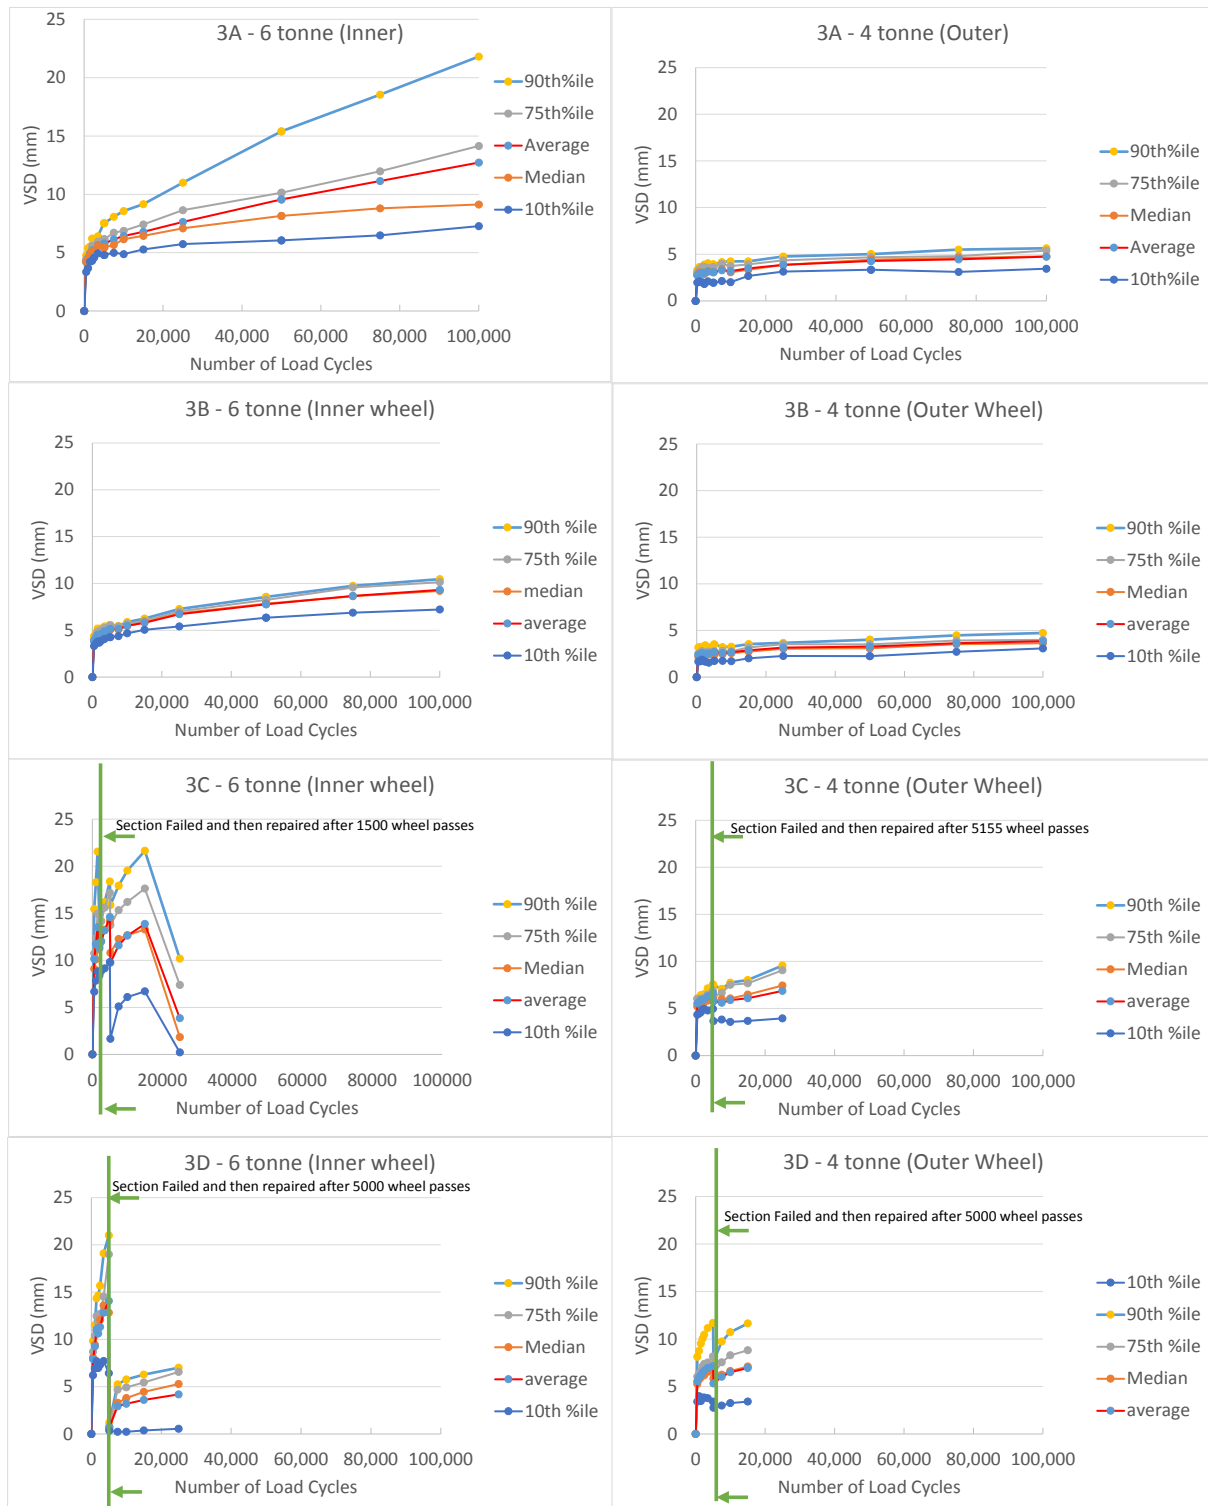 3A - 6 tonne (Inner)
25
20
15
10
5
0
VSD (mm)
0 20,000 40,000 60,000 80,000 100,000
Number of Load Cycles
90th%ile
75th%ile
Average
Median
10th%ile
3A - 4 tonne (Outer)
25
20
15
10
5
0
VSD (mm)
0 20,000 40,000 60,000 80,000 100,000
Number of Load Cycles
90th%ile
75th%ile
Median
Average
10th%ile
3B - 6 tonne (Inner wheel)
25
20
15
10
5
0
VSD (mm)
0 20,000 40,000 60,000 80,000 100,000
Number of Load Cycles
90th %ile
75th %ile
median
average
10th %ile
3B - 4 tonne (Outer Wheel)
25
20
15
10
5
0
VSD (mm)
0 20,000 40,000 60,000 80,000 100,000
Number of Load Cycles
90th %ile
75th %ile
Median
average
10th %ile
3C - 6 tonne (Inner wheel)
Section Failed and then repaired after 1500 wheel passes
25
20
15
10
5
0
VSD (mm)
0 20000 40000 60000 80000 100000
Number of Load Cycles
90th %ile
75th %ile
Median
average
10th %ile
3C - 4 tonne (Outer Wheel)
Section Failed and then repaired after 5155 wheel passes
25
20
15
10
5
0
VSD (mm)
0 20,000 40,000 60,000 80,000 100,000
Number of Load Cycles
90th %ile
75th %ile
Median
average
10th %ile
3D - 6 tonne (Inner wheel)
Section Failed and then repaired after 5000 wheel passes
25
20
15
10
5
0
VSD (mm)
0 20,000 40,000 60,000 80,000 100,000
Number of Load Cycles
90th %ile
75th %ile
Median
average
10th %ile
3D - 4 tonne (Outer Wheel)
Section Failed and then repaired after 5000 wheel passes
25
20
15
10
5
0
VSD (mm)
0 20,000 40,000 60,000 80,000 100,000
Number of Load Cycles
10th %ile
90th %ile
75th %ile
Median
average